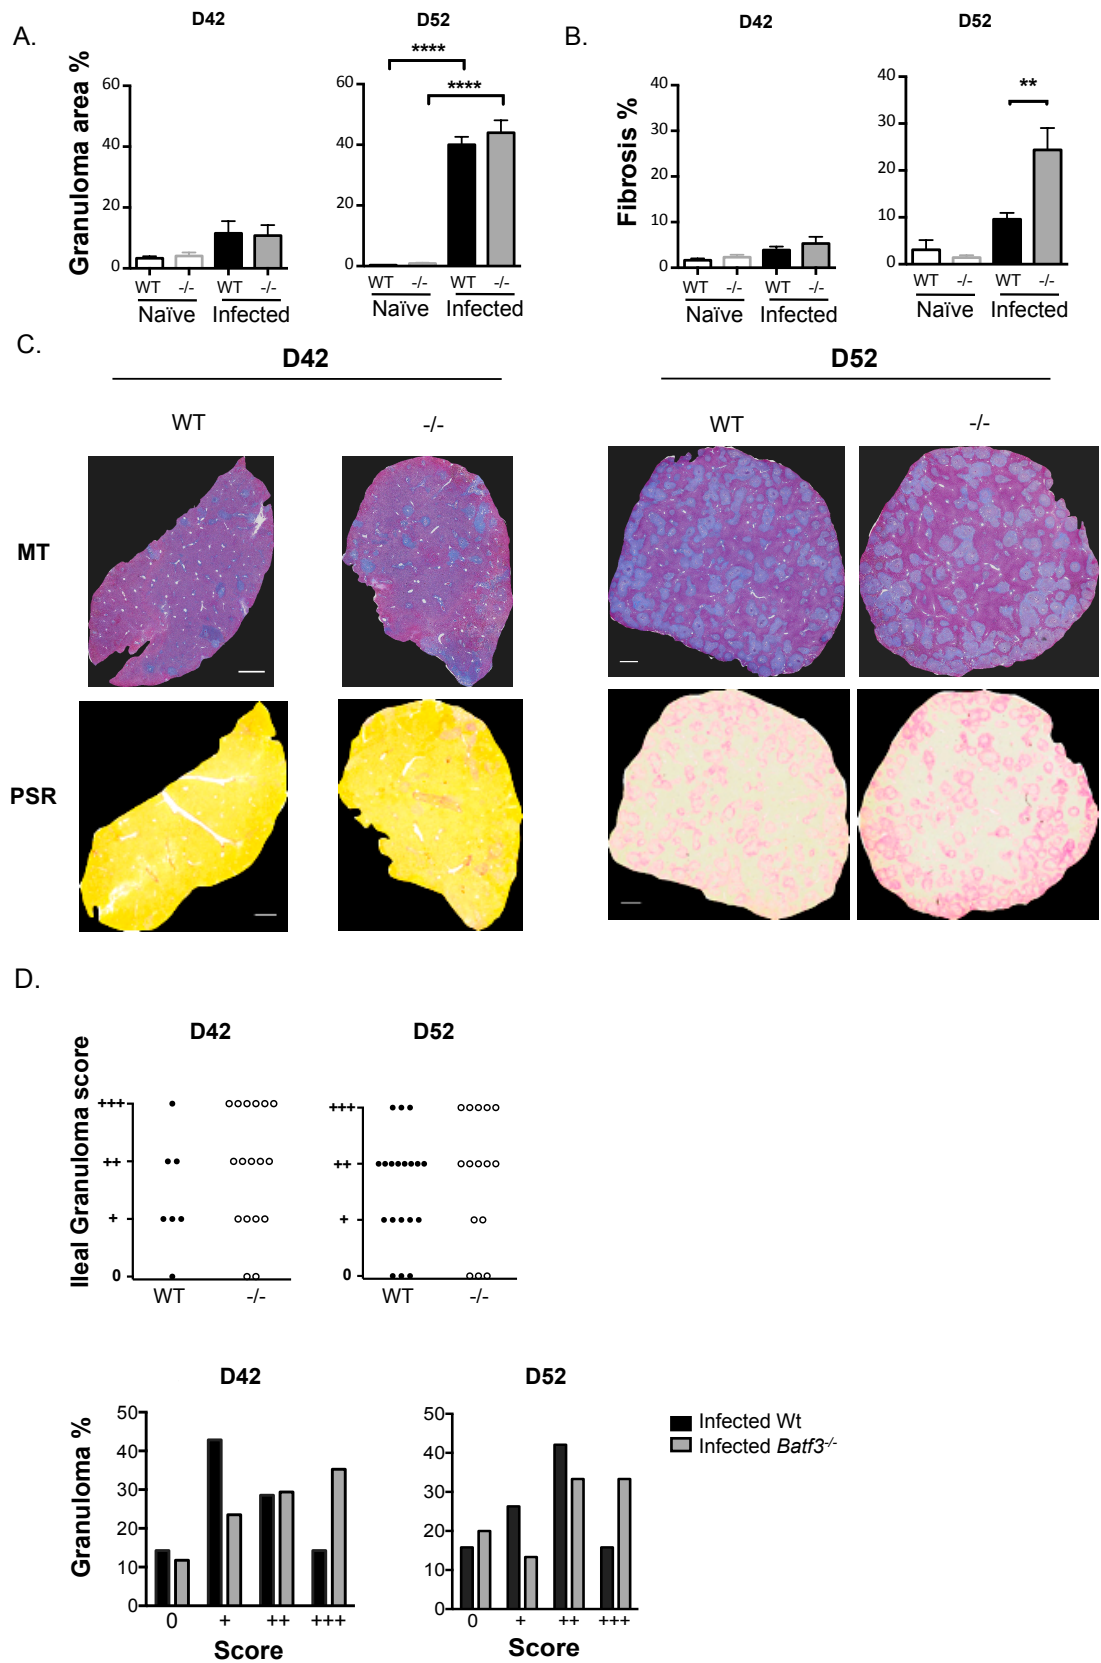 A.
D42
D52
B.
D42
D52
Granuloma area %
60
40
20
0
WT -/- WT -/-
Naïve Infected
****
****
60
40
20
0
WT -/- WT -/-
Naïve Infected
Fibrosis %
40
30
20
10
0
WT -/- WT -/-
Naïve Infected
**
40
30
20
10
0
WT -/- WT -/-
Naïve Infected
C.
D42
D52
WT
-/-
WT
-/-
MT
PSR
D.
D42
D52
Ileal Granuloma score
+++
++
+
0
WT -/-
+++
++
+
0
WT -/-
D42
D52
Granuloma %
50
40
30
20
10
0
0 + ++ +++
Score
50
40
30
20
10
0
0 + ++ +++
Score
Infected Wt
Infected Batf3-/-